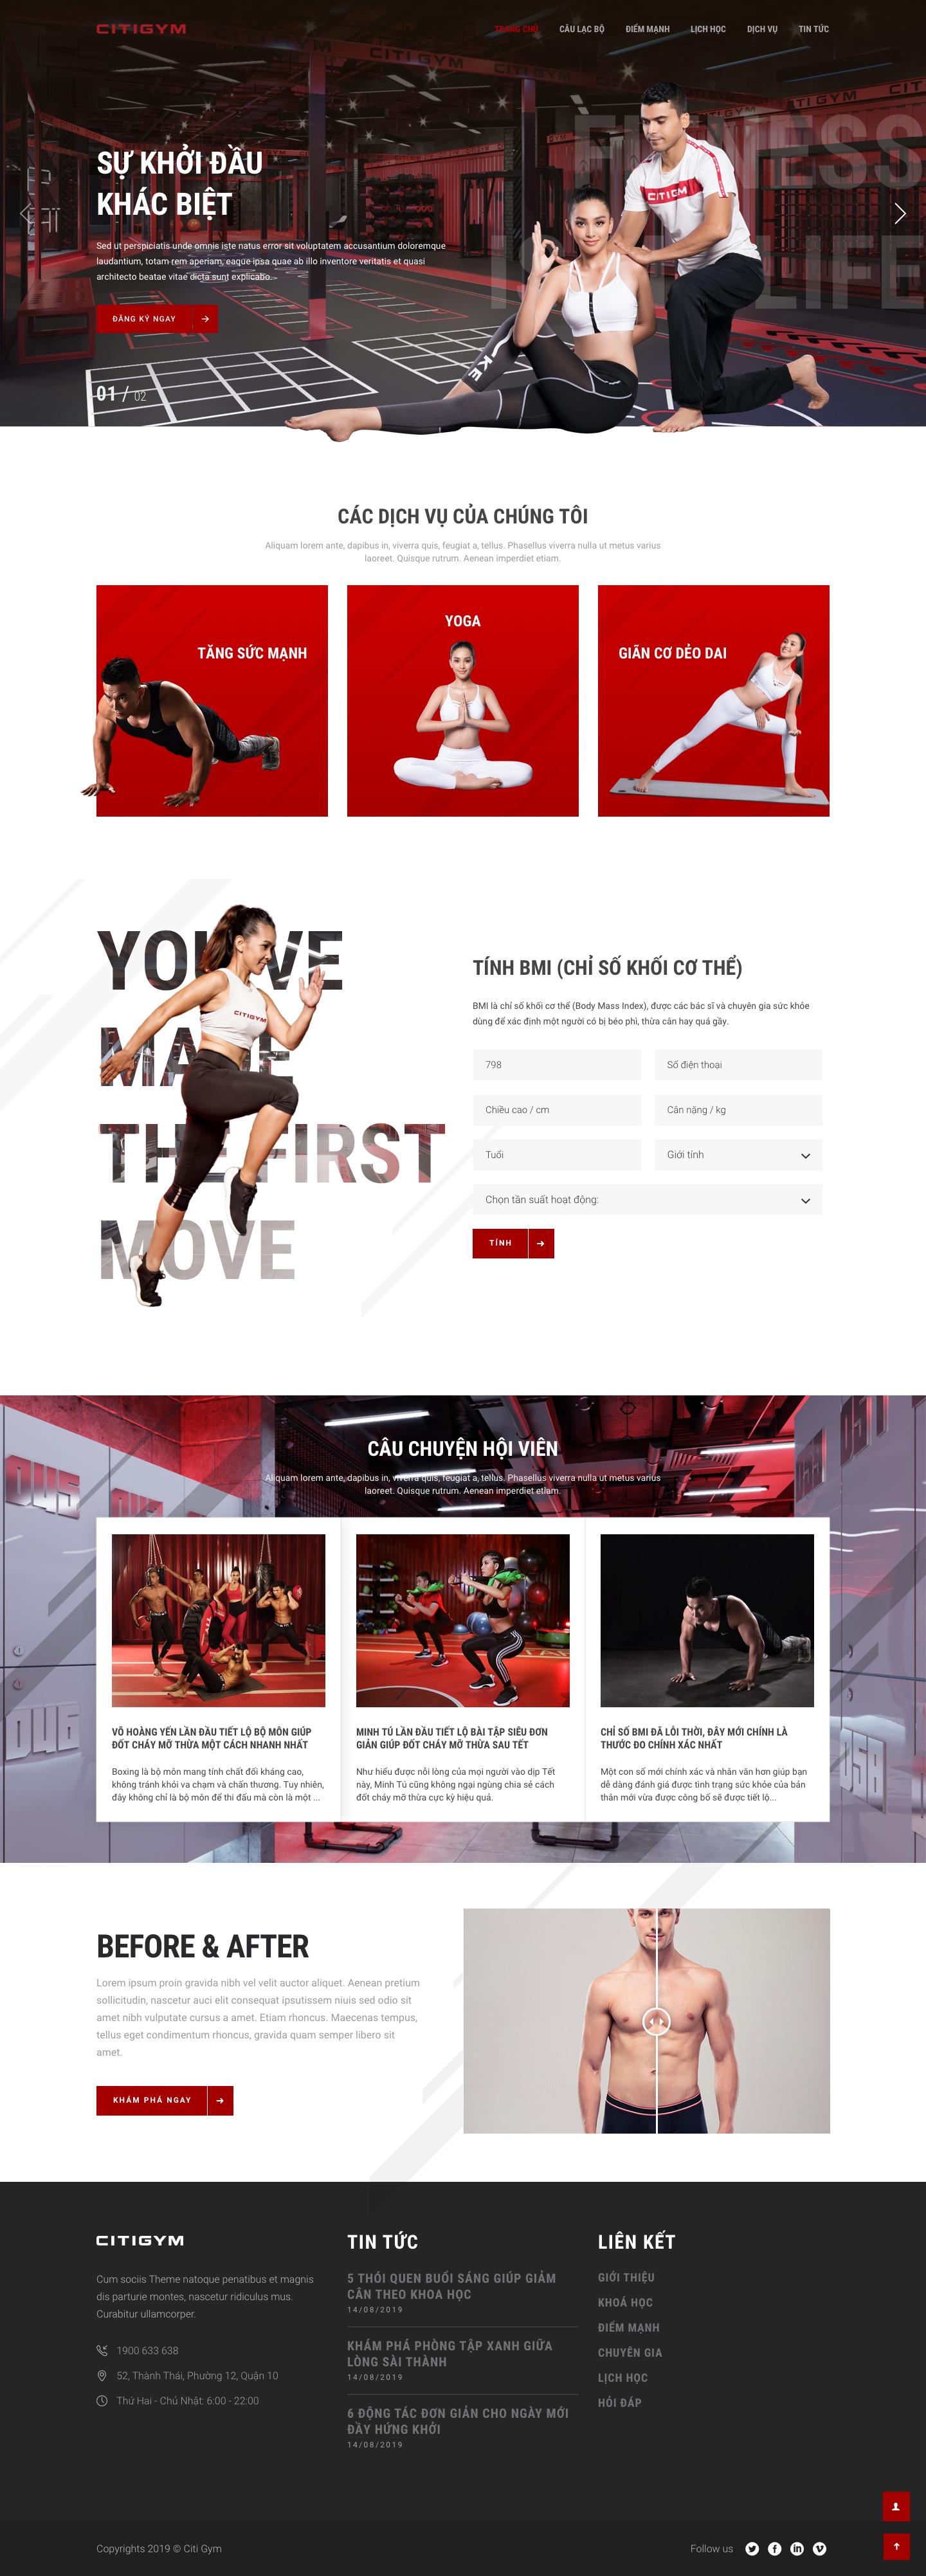 CITIGYM
TRANG CHỦ
CÂU LẠC BỘ
ĐIỂM MẠNH
LỊCH HỌC
DỊCH VỤ
TIN TỨC
FITNESS
SỰ KHỞI ĐẦU
KHÁC BIỆT
CITIGYM
Sed ut perspiciatis unde omnis iste natus error sit voluptatem accusantium doloremque
laudantium, totam rem aperiam, eaque ipsa quae ab illo inventore veritatis et quasi
architecto beatae vitae dicta sunt explicabo.
ĐĂNG KÝ NGAY
01 / 02
CÁC DỊCH VỤ CỦA CHÚNG TÔI
Aliquam lorem ante, dapibus in, viverra quis, feugiat a, tellus. Phasellus viverra nulla ut metus varius
laoreet. Quisque rutrum. Aenean imperdiet etiam.
TĂNG SỨC MẠNH
YOGA
GIÃN CƠ DẺO DAI
YOU'VE
MADE
THE FIRST
MOVE
CITIGYM
TÍNH BMI (CHỈ SỐ KHỐI CƠ THỂ)
BMI là chỉ số khối cơ thể (Body Mass Index), được các bác sĩ và chuyên gia sức khỏe
dùng để xác định một người có bị béo phì, thừa cân hay quá gầy.
798
Số điện thoại
Chiều cao / cm
Cân nặng / kg
Tuổi
Giới tính
Chọn tần suất hoạt động:
TÍNH
CÂU CHUYỆN HỘI VIÊN
Aliquam lorem ante, dapibus in, viverra quis, feugiat a, tellus. Phasellus viverra nulla ut metus varius
laoreet. Quisque rutrum. Aenean imperdiet etiam.
VÕ HOÀNG YẾN LẦN ĐẦU TIẾT LỘ BỘ MÔN GIÚP
ĐỐT CHÁY MỠ THỪA MỘT CÁCH NHANH NHẤT
Boxing là bộ môn mang tính chất đối kháng cao,
không tránh khỏi va chạm và chấn thương. Tuy nhiên,
đây không chỉ là bộ môn để thi đấu mà còn là một ...
MINH TÚ LẦN ĐẦU TIẾT LỘ BÀI TẬP SIÊU ĐƠN
GIẢN GIÚP ĐỐT CHÁY MỠ THỪA SAU TẾT
Như hiểu được nỗi lòng của mọi người vào dịp Tết
này, Minh Tú cũng không ngại ngùng chia sẻ cách
đốt cháy mỡ thừa cực kỳ hiệu quả.
CHỈ SỐ BMI ĐÃ LỖI THỜI, ĐÂY MỚI CHÍNH LÀ
THƯỚC ĐO CHÍNH XÁC NHẤT
Một con số mới chính xác và nhân văn hơn giúp bạn
dễ dàng đánh giá được tình trạng sức khỏe của bản
thân mới vừa được công bố sẽ được tiết lộ...
BEFORE & AFTER
Lorem ipsum proin gravida nibh vel velit auctor aliquet. Aenean pretium
sollicitudin, nascetur auci elit consequat ipsutissem niuis sed odio sit
amet nibh vulputate cursus a amet. Etiam rhoncus. Maecenas tempus,
tellus eget condimentum rhoncus, gravida quam semper libero sit
amet.
KHÁM PHÁ NGAY
CITIGYM
Cum sociis Theme natoque penatibus et magnis
dis parturie montes, nascetur ridiculus mus.
Curabitur ullamcorper.
1900 633 638
52, Thành Thái, Phường 12, Quận 10
Thứ Hai - Chủ Nhật: 6:00 - 22:00
TIN TỨC
5 THÓI QUEN BUỔI SÁNG GIÚP GIẢM
CÂN THEO KHOA HỌC
14/08/2019
KHÁM PHÁ PHÒNG TẬP XANH GIỮA
LÒNG SÀI THÀNH
14/08/2019
6 ĐỘNG TÁC ĐƠN GIẢN CHO NGÀY MỚI
ĐẦY HỨNG KHỞI
14/08/2019
LIÊN KẾT
GIỚI THIỆU
KHOÁ HỌC
ĐIỂM MẠNH
CHUYÊN GIA
LỊCH HỌC
HỎI ĐÁP
Copyrights 2019 © Citi Gym
Follow us